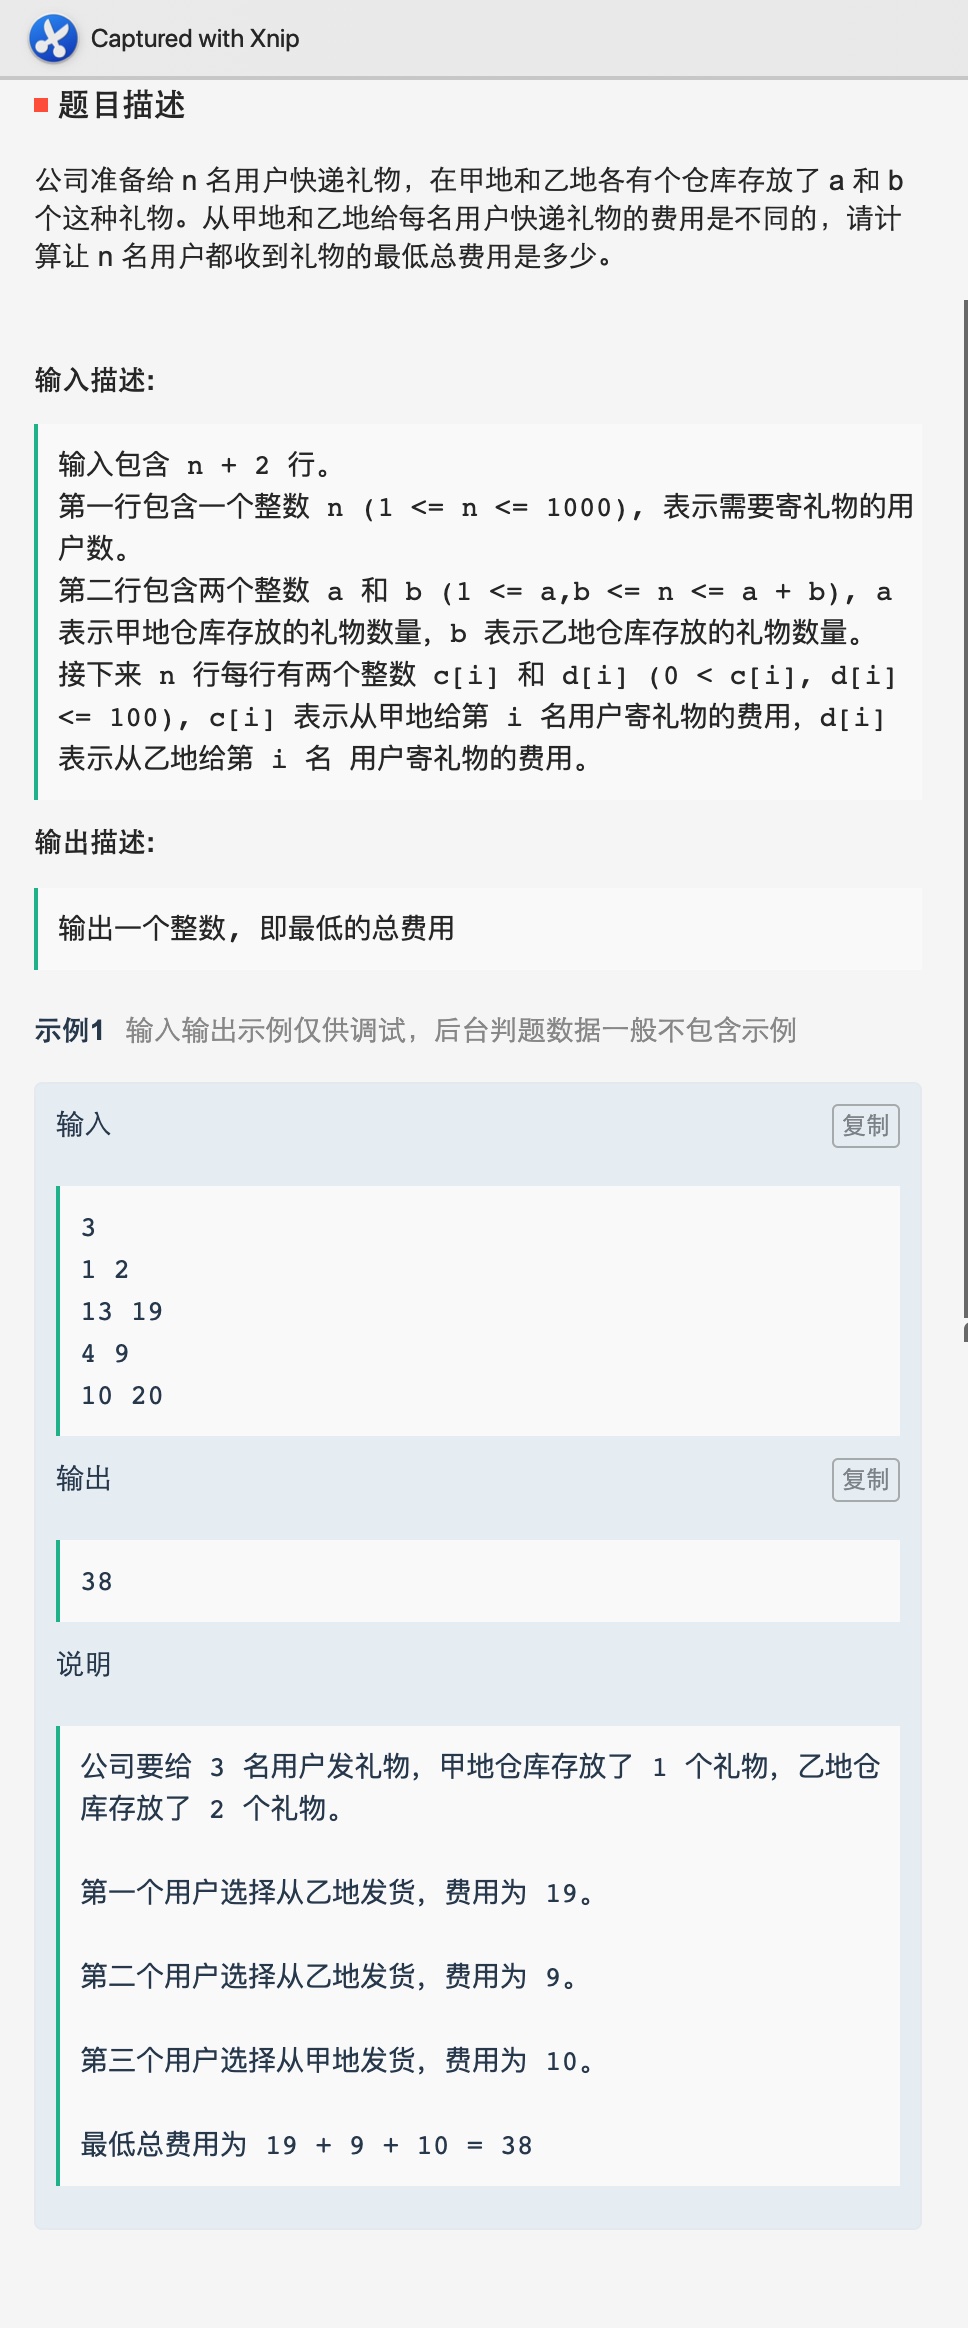 Captured with Xnip
题目描述
公司准备给 n 名用户快递礼物，在甲地和乙地各有个仓库存放了 a 和 b
个这种礼物。从甲地和乙地给每名用户快递礼物的费用是不同的，请计
算让 n 名用户都收到礼物的最低总费用是多少。
输入描述:
输入包含 n + 2 行。
第一行包含一个整数 n (1 <= n <= 1000), 表示需要寄礼物的用
户数。
第二行包含两个整数 a 和 b (1 <= a,b <= n <= a + b), a
表示甲地仓库存放的礼物数量，b 表示乙地仓库存放的礼物数量。
接下来 n 行每行有两个整数 c[i] 和 d[i] (0 < c[i], d[i]
<= 100), c[i] 表示从甲地给第 i 名用户寄礼物的费用，d[i]
表示从乙地给第 i 名 用户寄礼物的费用。
输出描述:
输出一个整数, 即最低的总费用
示例1 输入输出示例仅供调试，后台判题数据一般不包含示例
输入 复制
3
1 2
13 19
4 9
10 20
输出 复制
38
说明
公司要给 3 名用户发礼物，甲地仓库存放了 1 个礼物，乙地仓
库存放了 2 个礼物。
第一个用户选择从乙地发货，费用为 19。
第二个用户选择从乙地发货，费用为 9。
第三个用户选择从甲地发货，费用为 10。
最低总费用为 19 + 9 + 10 = 38